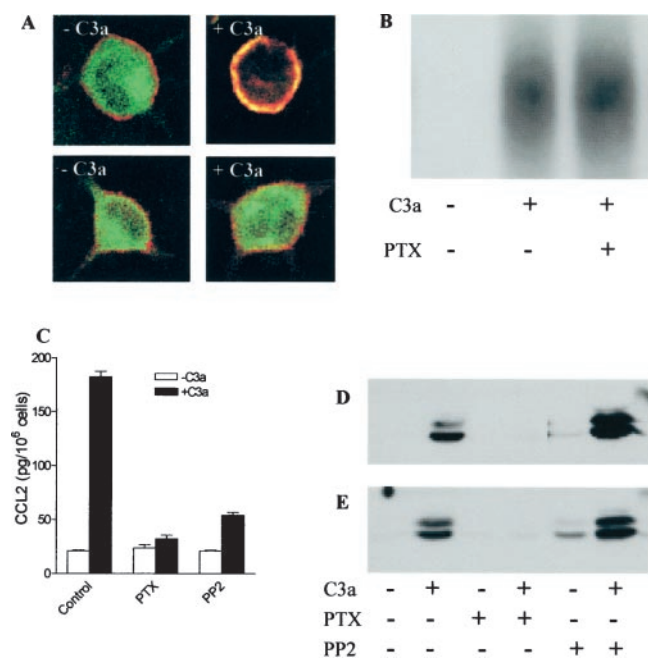 A
- C3a
+ C3a
- C3a
+ C3a
B
C3a - + +
PTX - - +
C
CCL2 (pg/10⁶ cells)
200
150
100
50
0
-C3a
+C3a
Control
PTX
PP2
D
E
C3a - + - + - +
PTX - - + + - -
PP2 - - - - + +